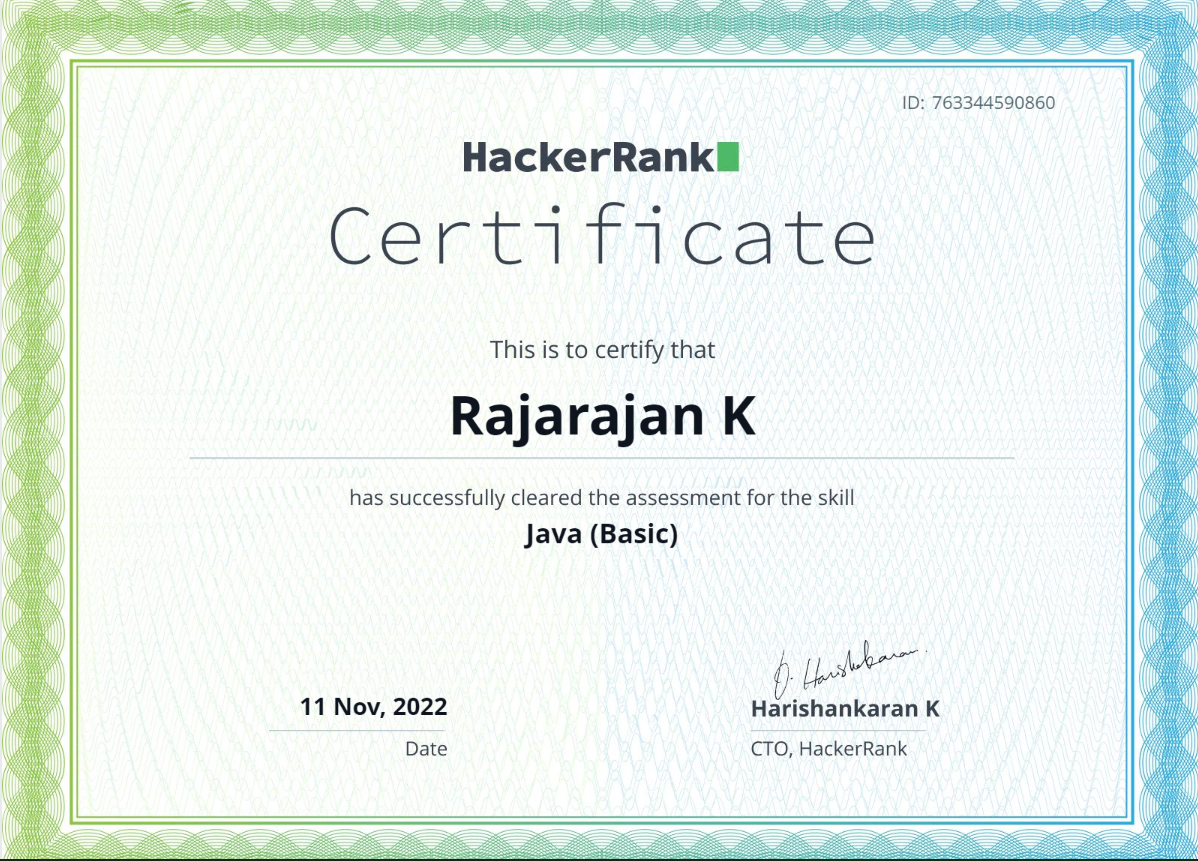 ID: 763344590860
HackerRank
Certificate
This is to certify that
Rajarajan K
has successfully cleared the assessment for the skill
Java (Basic)
11 Nov, 2022
Date
Harishankaran K
CTO, HackerRank